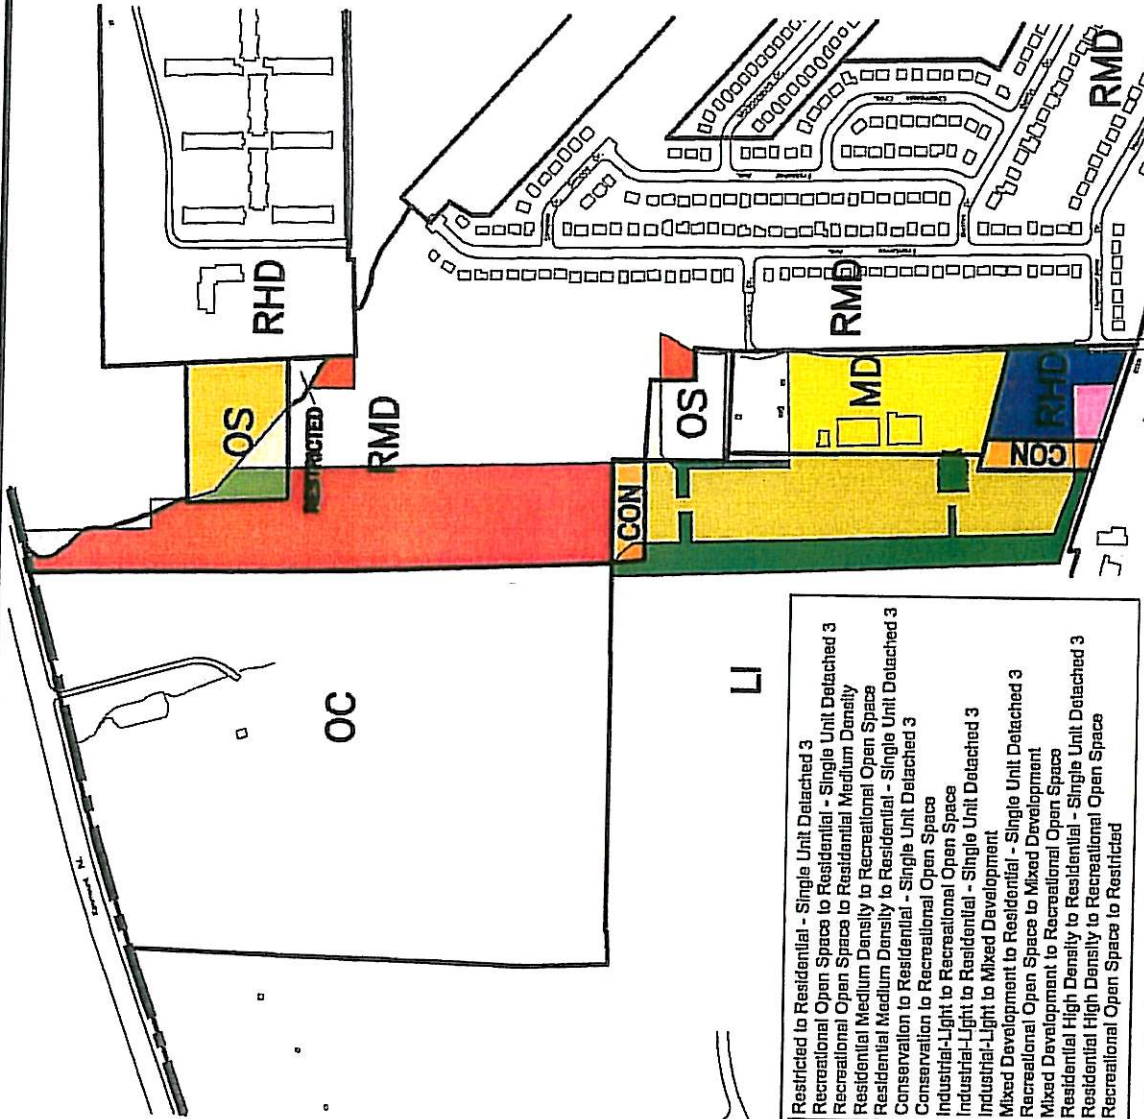 RHD
OS
RESTRICTED
RMD
RMD
RMD
OS
MD
RHD
CON
CON
OC
LI
Restricted to Residential - Single Unit Detached 3
Recreational Open Space to Residential - Single Unit Detached 3
Recreational Open Space to Residential Medium Density
Residential Medium Density to Recreational Open Space
Residential Medium Density to Residential - Single Unit Detached 3
Conservation to Residential - Single Unit Detached 3
Conservation to Recreational Open Space
Industrial-Light to Recreational Open Space
Industrial-Light to Residential - Single Unit Detached 3
Industrial-Light to Mixed Development
Mixed Development to Residential - Single Unit Detached 3
Recreational Open Space to Mixed Development
Mixed Development to Recreational Open Space
Residential High Density to Residential - Single Unit Detached 3
Residential High Density to Recreational Open Space
Recreational Open Space to Restricted